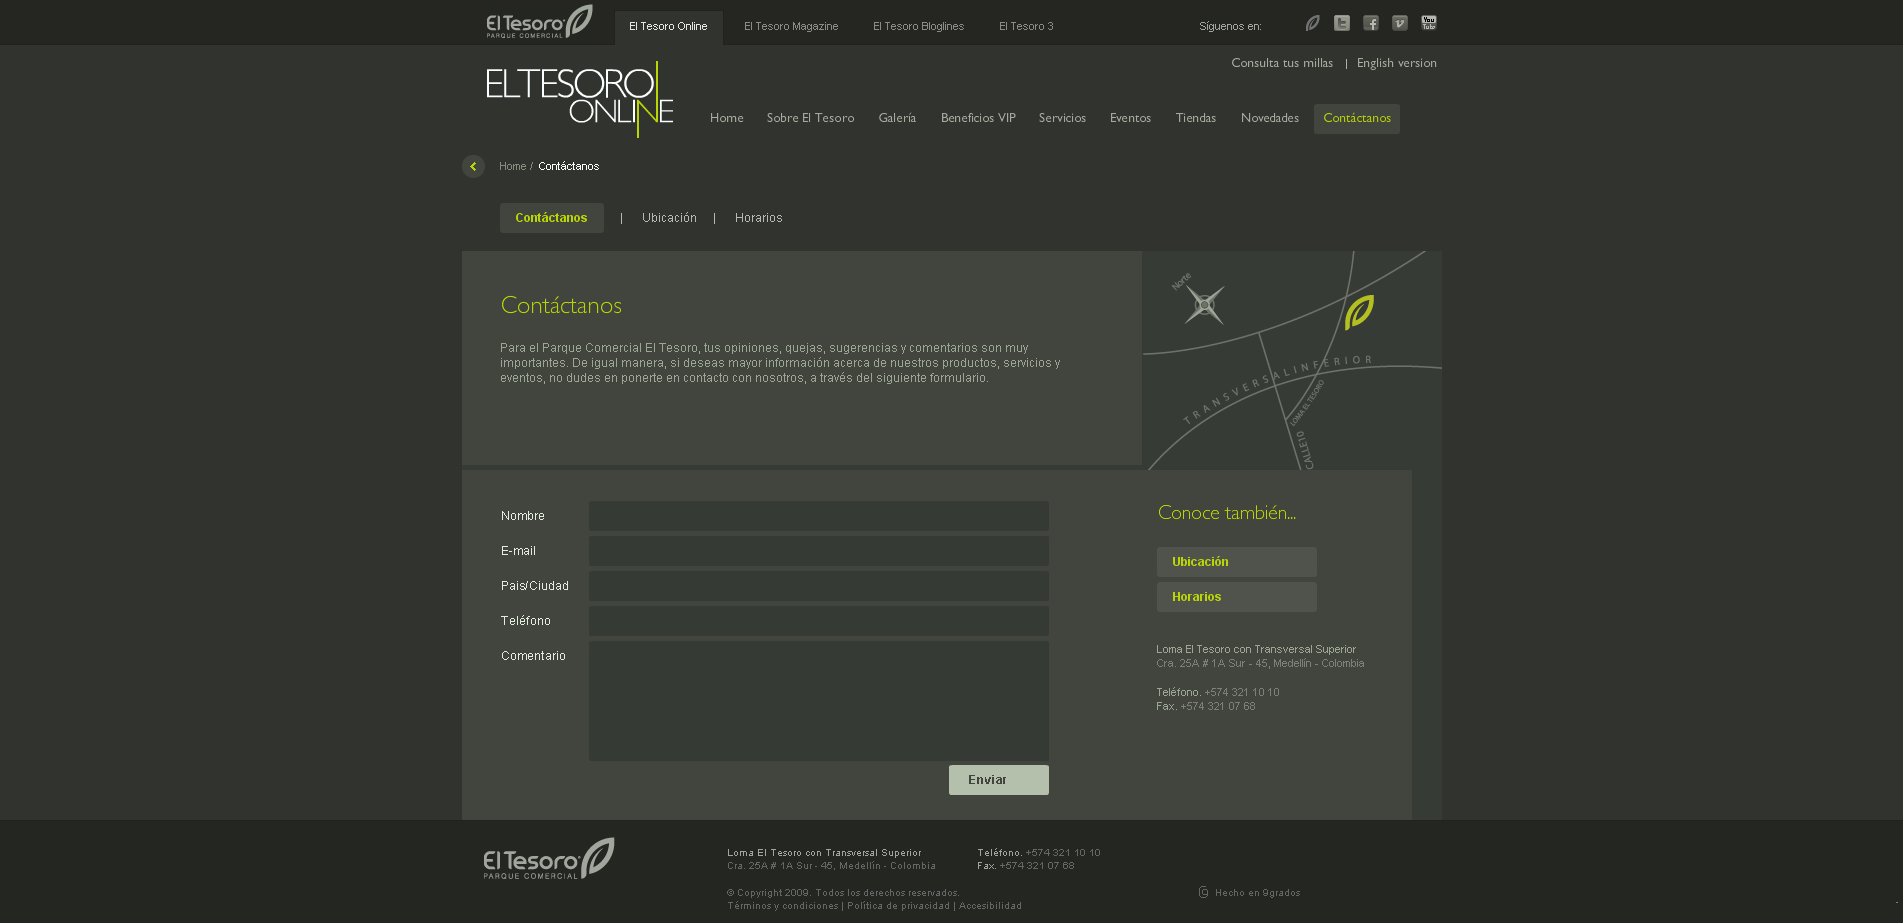 El Tesoro
PARQUE COMERCIAL
El Tesoro Online
El Tesoro Magazine
El Tesoro Bloglines
El Tesoro 3
Síguenos en:
You
Tube
Consulta tus millas | English version
EL TESORO
ONLINE
Home
Sobre El Tesoro
Galería
Beneficios VIP
Servicios
Eventos
Tiendas
Novedades
Contáctanos
Home / Contáctanos
Contáctanos | Ubicación | Horarios
Contáctanos
Para el Parque Comercial El Tesoro, tus opiniones, quejas, sugerencias y comentarios son muy
importantes. De igual manera, si deseas mayor información acerca de nuestros productos, servicios y
eventos, no dudes en ponerte en contacto con nosotros, a través del siguiente formulario.
Norte
TRANSVERSAL INFERIOR
LOMA EL TESORO
CALLE 10
Nombre
E-mail
Pais/Ciudad
Teléfono
Comentario
Enviar
Conoce también...
Ubicación
Horarios
Loma El Tesoro con Transversal Superior
Cra. 25A # 1A Sur - 45, Medellín - Colombia
Teléfono. +574 321 10 10
Fax. +574 321 07 68
El Tesoro
PARQUE COMERCIAL
Loma El Tesoro con Transversal Superior
Cra. 25A # 1A Sur - 45, Medellín - Colombia
Teléfono. +574 321 10 10
Fax. +574 321 07 68
© Copyright 2009. Todos los derechos reservados.
Términos y condiciones | Política de privacidad | Accesibilidad
Hecho en 9grados